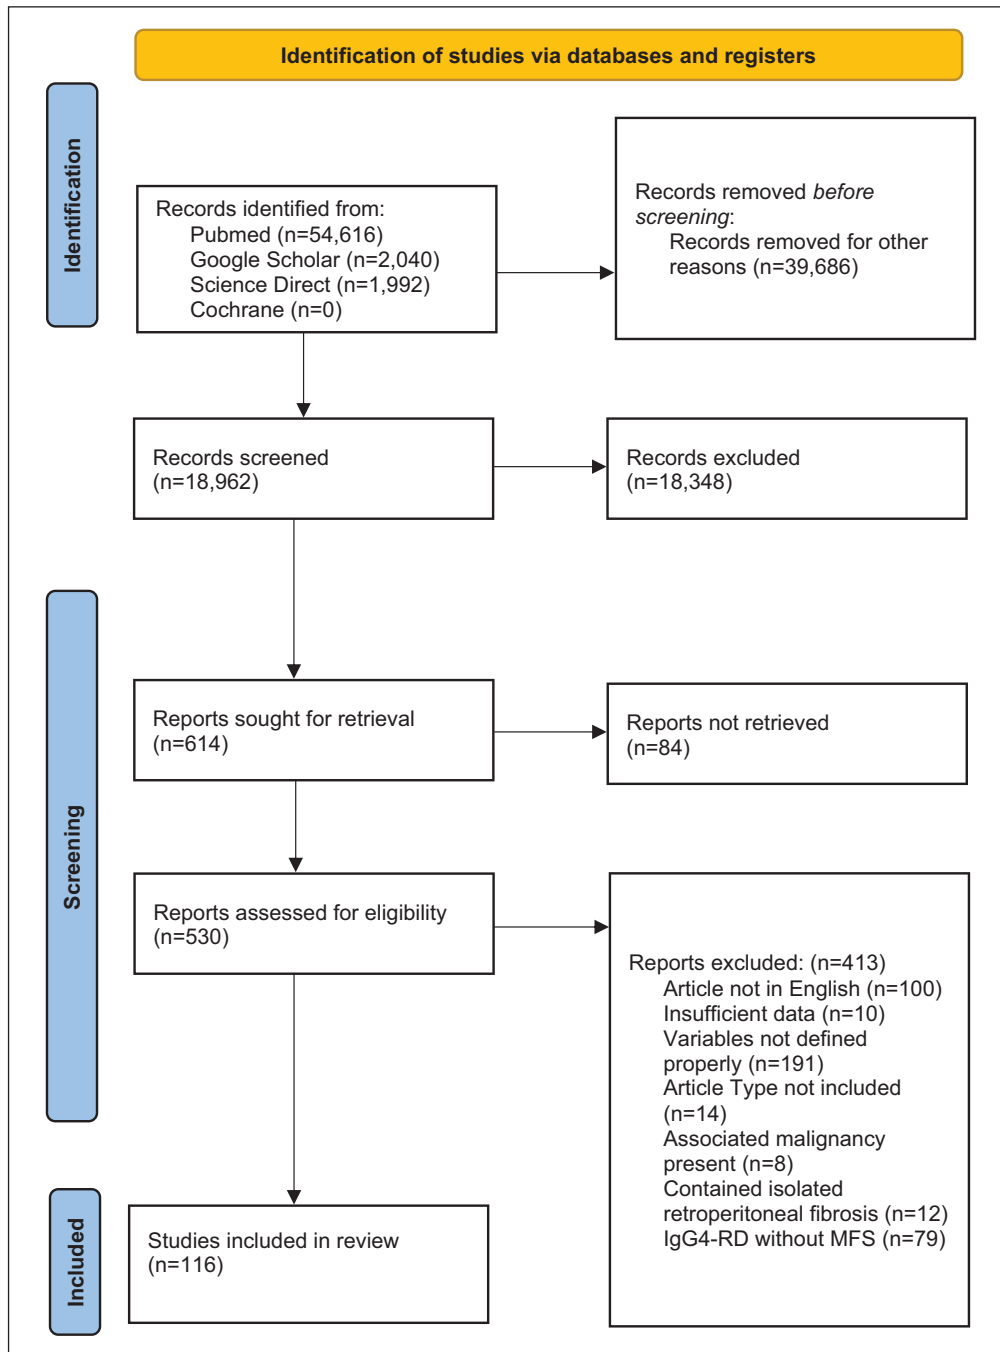 Identification of studies via databases and registers
Identification
Records identified from:
Pubmed (n=54,616)
Google Scholar (n=2,040)
Science Direct (n=1,992)
Cochrane (n=0)
Records removed before
screening:
Records removed for other
reasons (n=39,686)
Records screened
(n=18,962)
Records excluded
(n=18,348)
Screening
Reports sought for retrieval
(n=614)
Reports not retrieved
(n=84)
Reports assessed for eligibility
(n=530)
Reports excluded: (n=413)
Article not in English (n=100)
Insufficient data (n=10)
Variables not defined
properly (n=191)
Article Type not included
(n=14)
Associated malignancy
present (n=8)
Contained isolated
retroperitoneal fibrosis (n=12)
IgG4-RD without MFS (n=79)
Included
Studies included in review
(n=116)